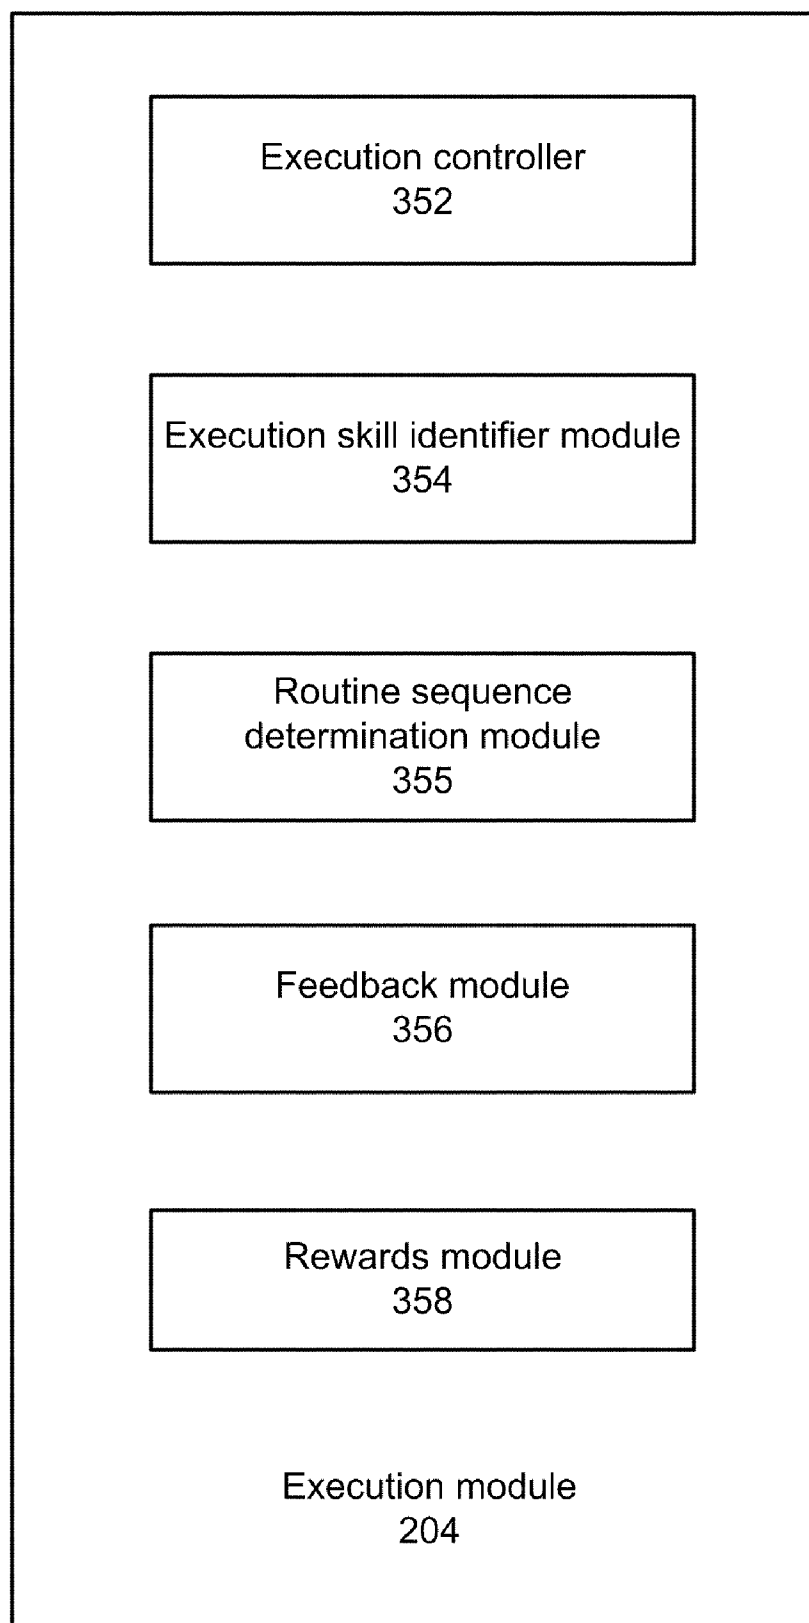 Execution controller
352
Execution skill identifier module
354
Routine sequence
determination module
355
Feedback module
356
Rewards module
358
Execution module
204